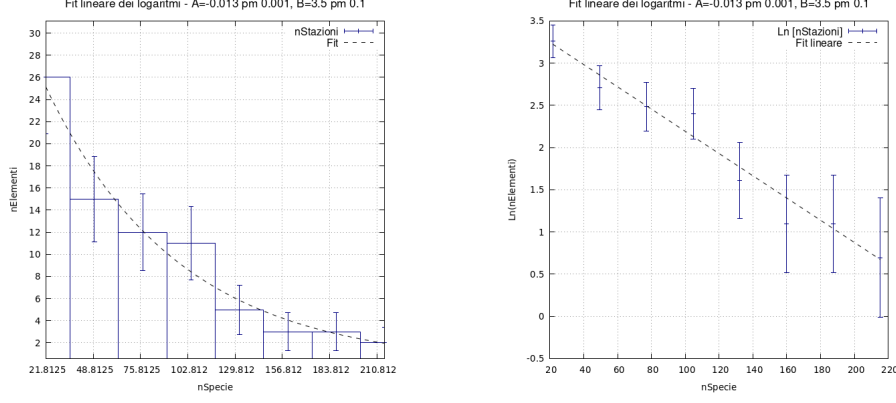 Fit lineare dei logaritmi - A=-0.013 pm 0.001, B=3.5 pm 0.1
nStazioni
Fit
30
28
26
24
22
20
18
16
14
12
10
8
6
4
2
nElementi
21.8125 48.8125 75.8125 102.812 129.812 156.812 183.812 210.812
nSpecie
Fit lineare dei logaritmi - A=-0.013 pm 0.001, B=3.5 pm 0.1
Ln [nStazioni]
Fit lineare
3.5
3
2.5
2
1.5
1
0.5
0
-0.5
Ln(nElementi)
20 40 60 80 100 120 140 160 180 200 220
nSpecie